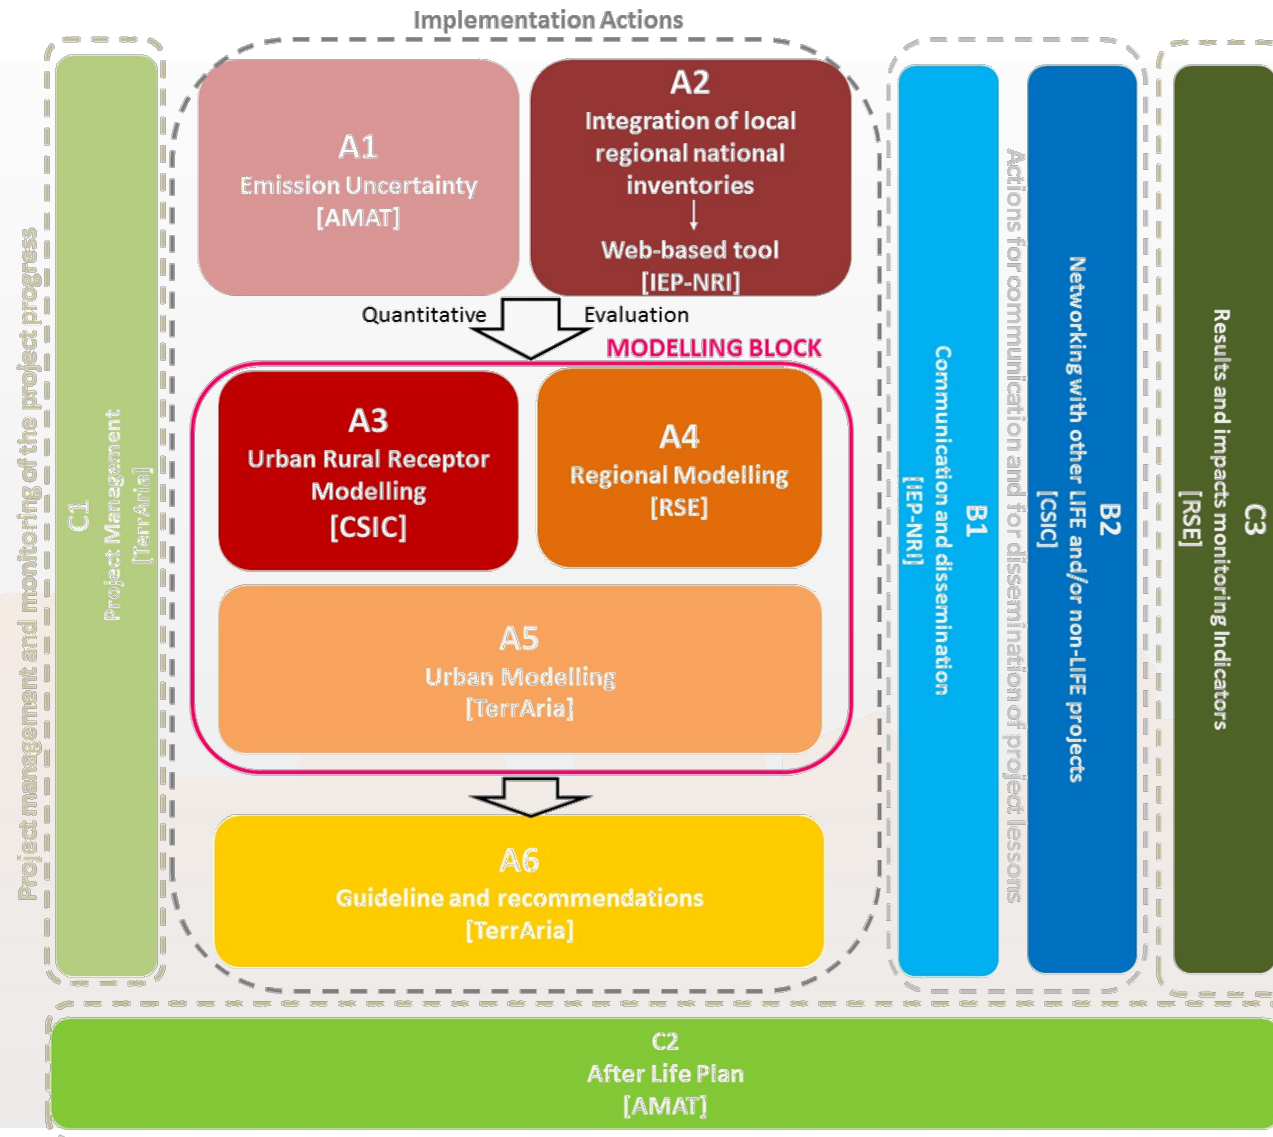 Implementation Actions
Project management and monitoring of the project progress
C1
Project Management
[TerrAria]
A1
Emission Uncertainty
[AMAT]
A2
Integration of local
regional national
inventories
Web-based tool
[IEP-NRI]
Quantitative Evaluation
MODELLING BLOCK
A3
Urban Rural Receptor
Modelling
[CSIC]
A4
Regional Modelling
[RSE]
A5
Urban Modelling
[TerrAria]
A6
Guideline and recommendations
[TerrAria]
B1
Communication and dissemination
[IEP-NRI]
Actions for communication and for dissemination of project lessons
B2
Networking with other LIFE and/or non-LIFE projects
[CSIC]
C3
Results and impacts monitoring Indicators
[RSE]
C2
After Life Plan
[AMAT]